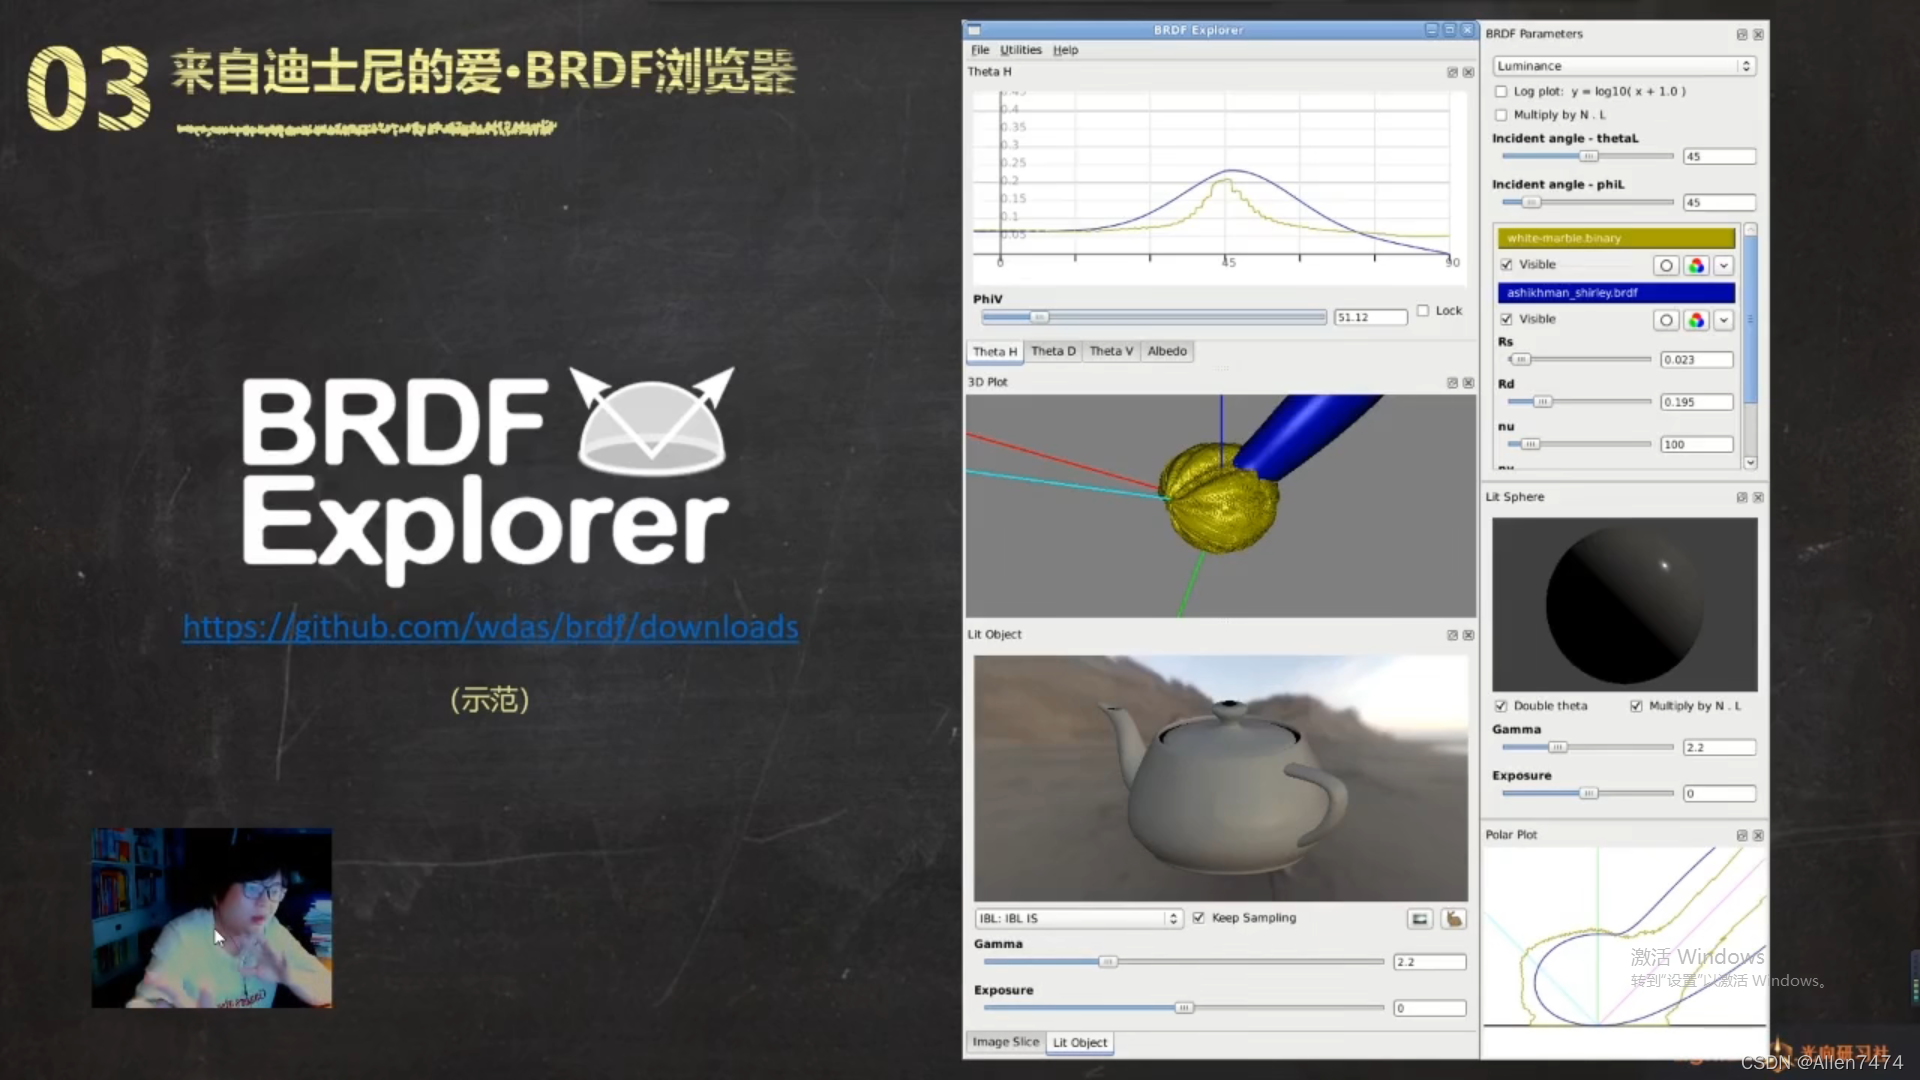 03
来自迪士尼的爱•BRDF浏览器
BRDF
Explorer
https://github.com/wdas/brdf/downloads
(示范)
BRDF Explorer
File Utilities Help
Theta H
0.45
0.4
0.35
0.3
0.25
0.2
0.15
0.1
0.05
0 45 90
PhiV
51.12 Lock
Theta H Theta D Theta V Albedo
3D Plot
Lit Object
IBL: IBL IS Keep Sampling
Gamma
2.2
Exposure
0
Image Slice Lit Object
BRDF Parameters
Luminance
Log plot: y = log10( x + 1.0 )
Multiply by N . L
Incident angle - thetaL
45
Incident angle - phiL
45
white-marble.binary
Visible
ashikhman_shirley.brdf
Visible
Rs
0.023
Rd
0.195
nu
100
Lit Sphere
Double theta Multiply by N . L
Gamma
2.2
Exposure
0
Polar Plot
激活 Windows
转到"设置"以激活 Windows。
CSDN @Allen7474